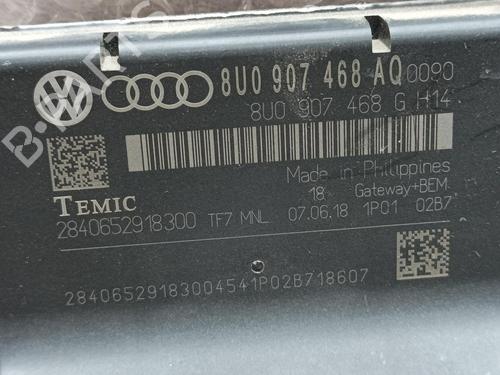 8U0 907 468 AQ 0090
8U0 907 468 G H14
Made in Philippines
18 Gateway+BEM
TEMIC
2840652918300 TF7 MNL 07.06.18 1P01 02B7
28406529183004541P02B718607